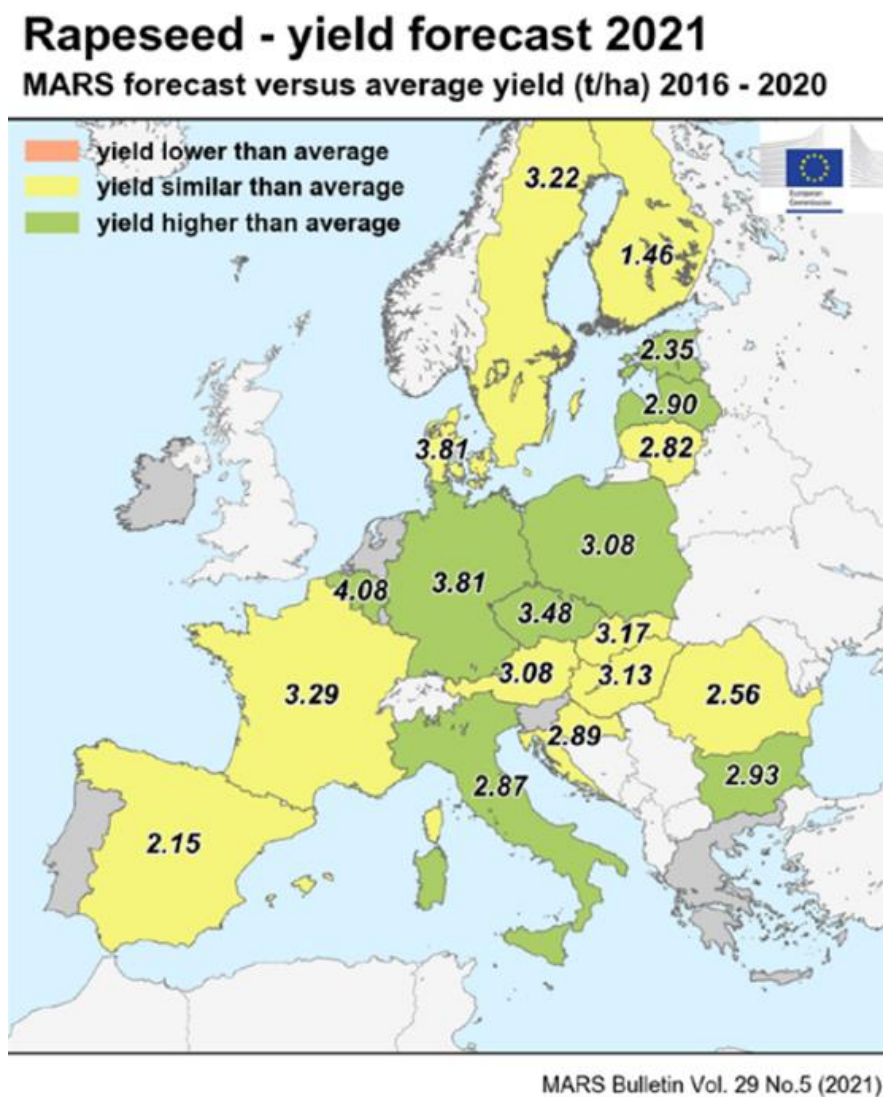 Rapeseed - yield forecast 2021
MARS forecast versus average yield (t/ha) 2016 - 2020
yield lower than average
yield similar than average
yield higher than average
European
Commission
3.22
1.46
2.35
2.90
2.82
3.81
3.08
4.08
3.81
3.48
3.17
3.08
3.13
3.29
2.56
2.89
2.93
2.87
2.15
MARS Bulletin Vol. 29 No.5 (2021)